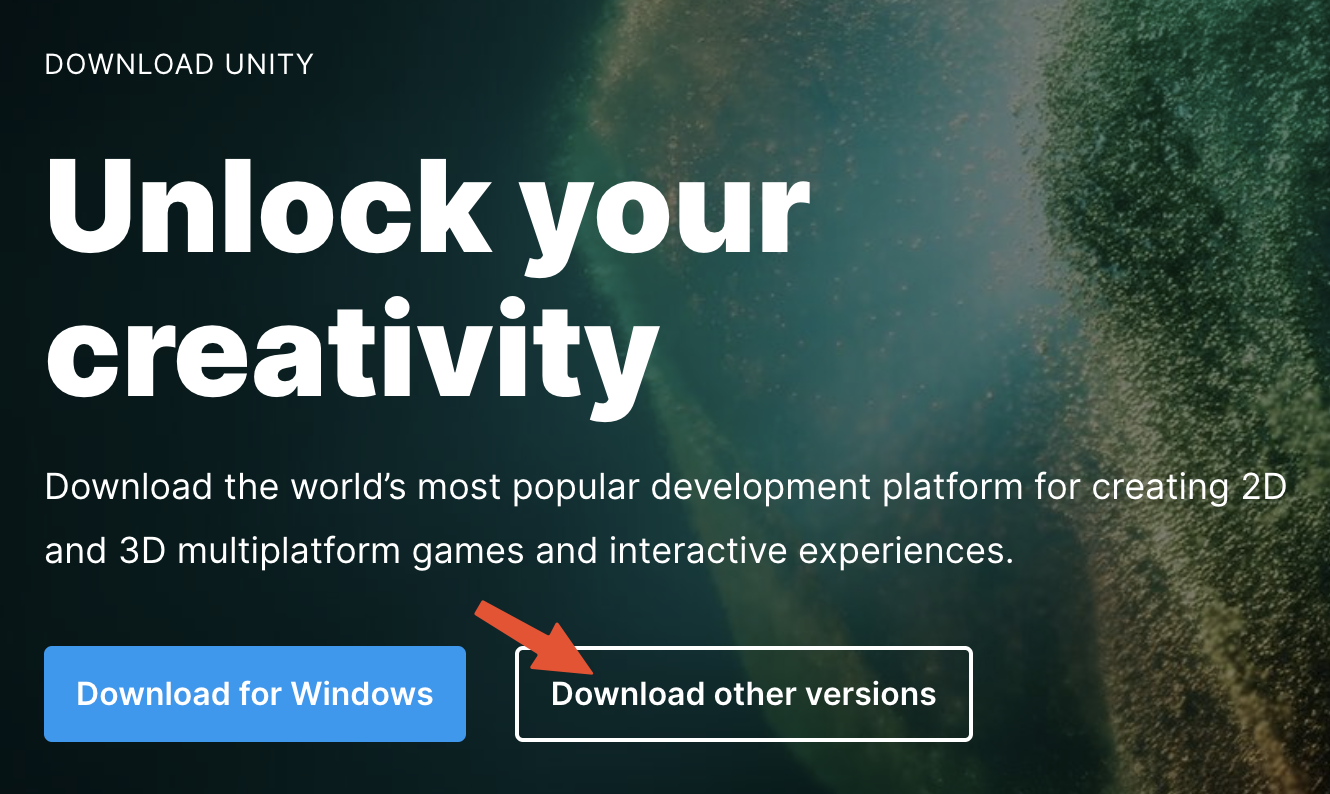 DOWNLOAD UNITY
Unlock your
creativity
Download the world’s most popular development platform for creating 2D
and 3D multiplatform games and interactive experiences.
Download for Windows
Download other versions